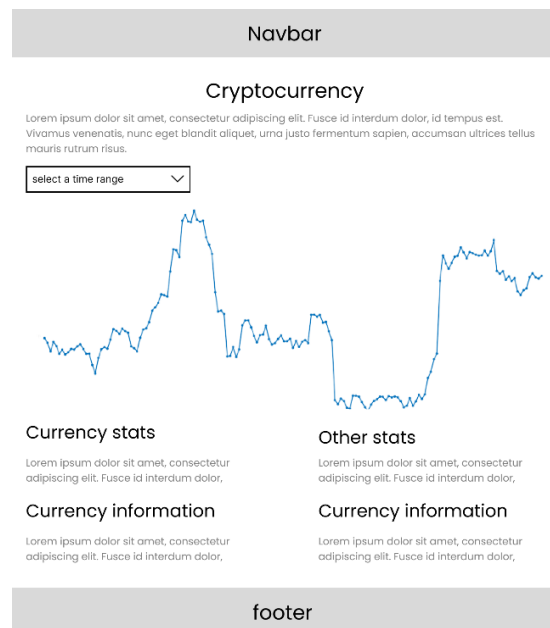 Navbar
Cryptocurrency
Lorem ipsum dolor sit amet, consectetur adipiscing elit. Fusce id interdum dolor, id tempus est.
Vivamus venenatis, nunc eget blandit aliquet, urna justo fermentum sapien, accumsan ultrices tellus
mauris rutrum risus.
select a time range
Currency stats
Lorem ipsum dolor sit amet, consectetur
adipiscing elit. Fusce id interdum dolor,
Other stats
Lorem ipsum dolor sit amet, consectetur
adipiscing elit. Fusce id interdum dolor,
Currency information
Lorem ipsum dolor sit amet, consectetur
adipiscing elit. Fusce id interdum dolor,
Currency information
Lorem ipsum dolor sit amet, consectetur
adipiscing elit. Fusce id interdum dolor,
footer